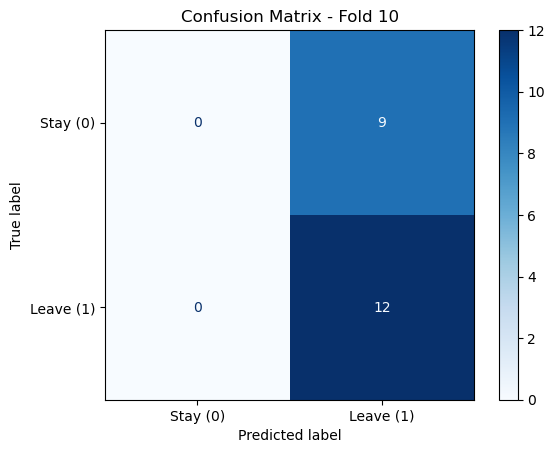 Confusion Matrix - Fold 10
True label
Stay (0)
Leave (1)
0
9
0
12
Stay (0)
Leave (1)
Predicted label
12
10
8
6
4
2
0